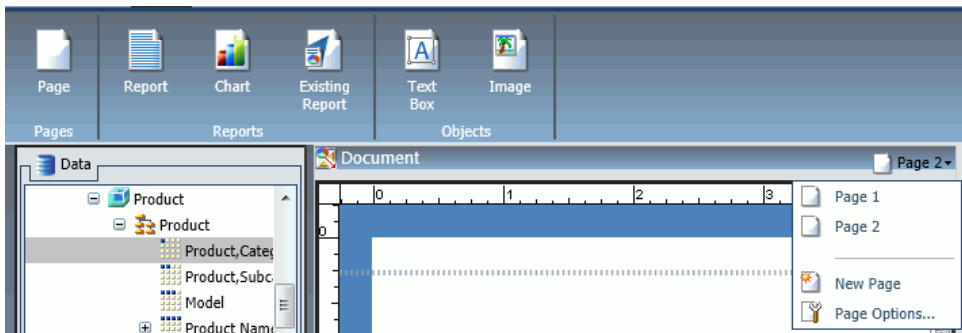 Page
Report
Chart
Existing
Report
Text
Box
Image
Pages
Reports
Objects
Data
Document
Page 2
Product
Product
Product,Categ
Product,Subc
Model
Product Name
0
1
2
3
0
Page 1
Page 2
New Page
Page Options...